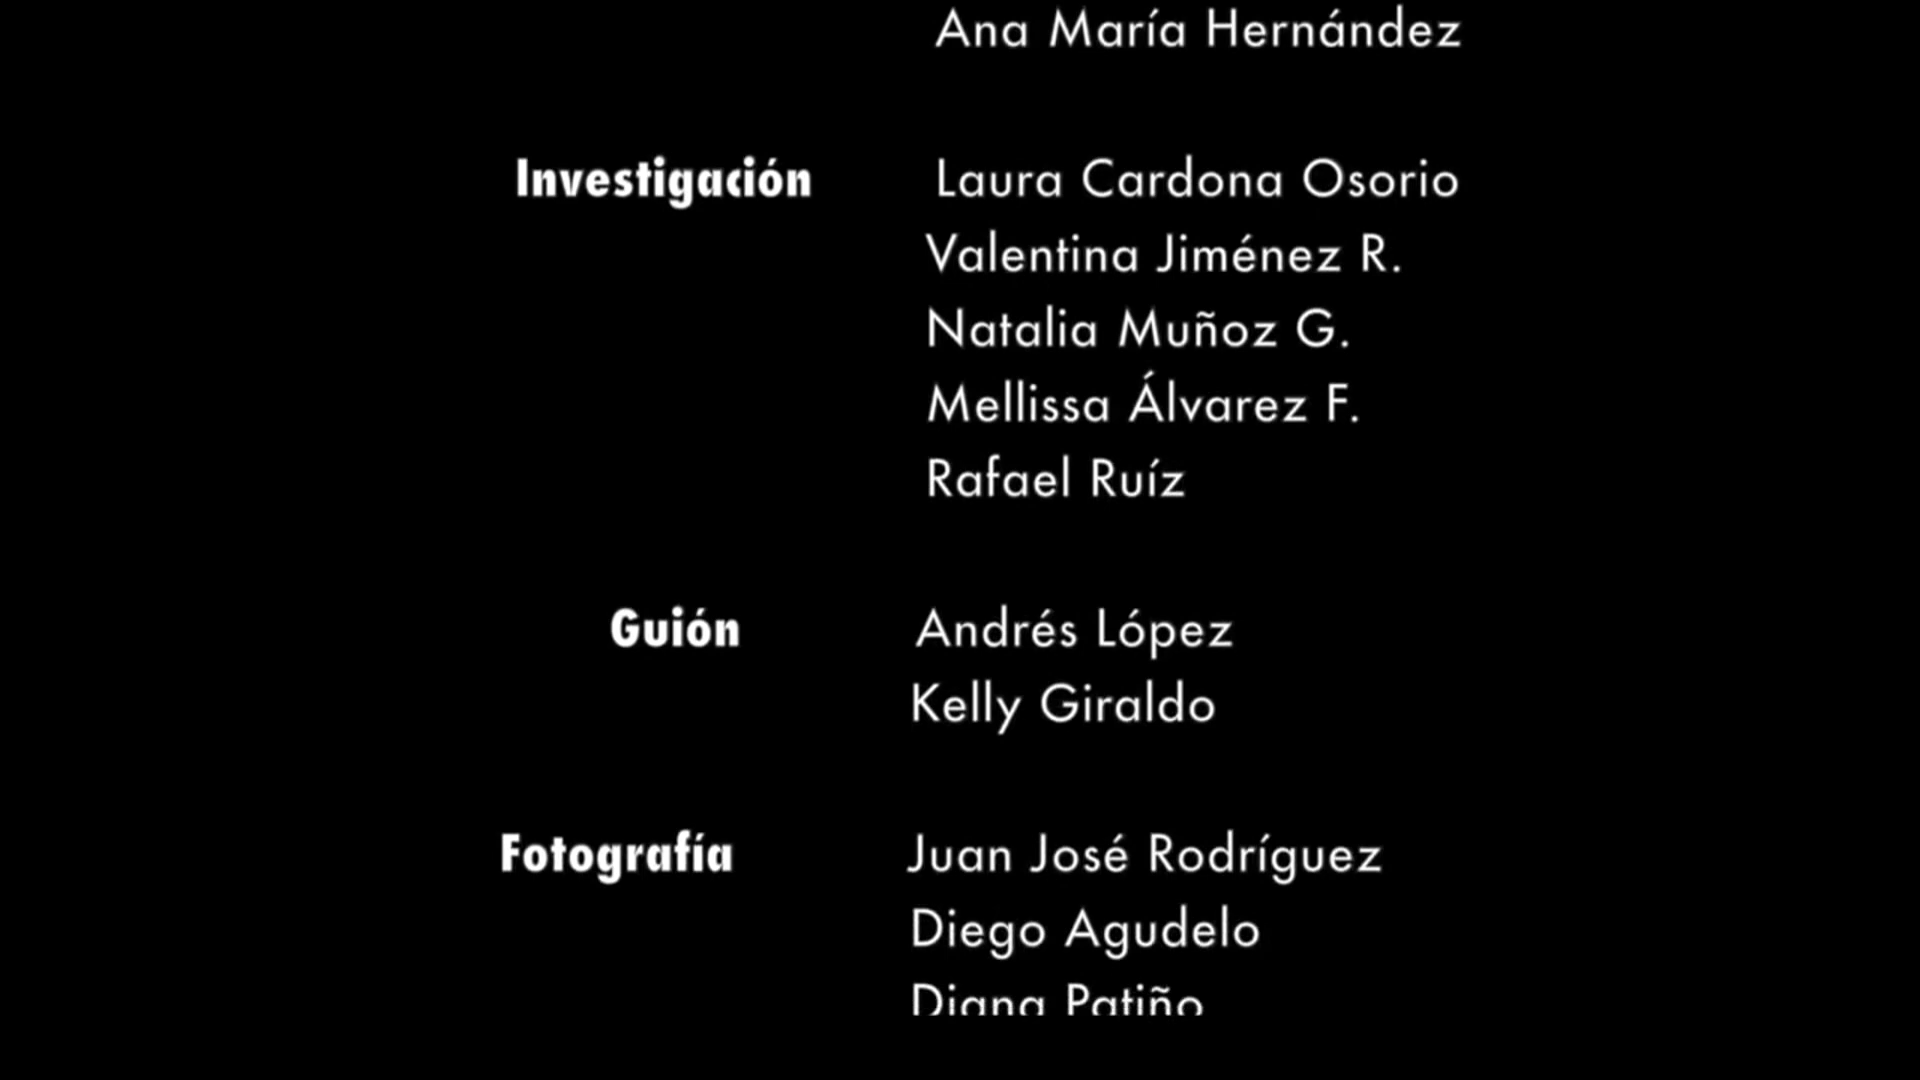 Ana María Hernández
Investigación Laura Cardona Osorio
Valentina Jiménez R.
Natalia Muñoz G.
Mellissa Álvarez F.
Rafael Ruíz
Guión Andrés López
Kelly Giraldo
Fotografía Juan José Rodríguez
Diego Agudelo
Diana Patiño